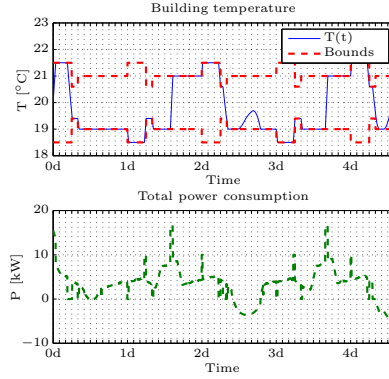 Building temperature
T [°C]
23
22
21
20
19
18
T(t)
Bounds
0d 1d 2d 3d 4d
Time
Total power consumption
P [kW]
20
10
0
−10
0d 1d 2d 3d 4d
Time